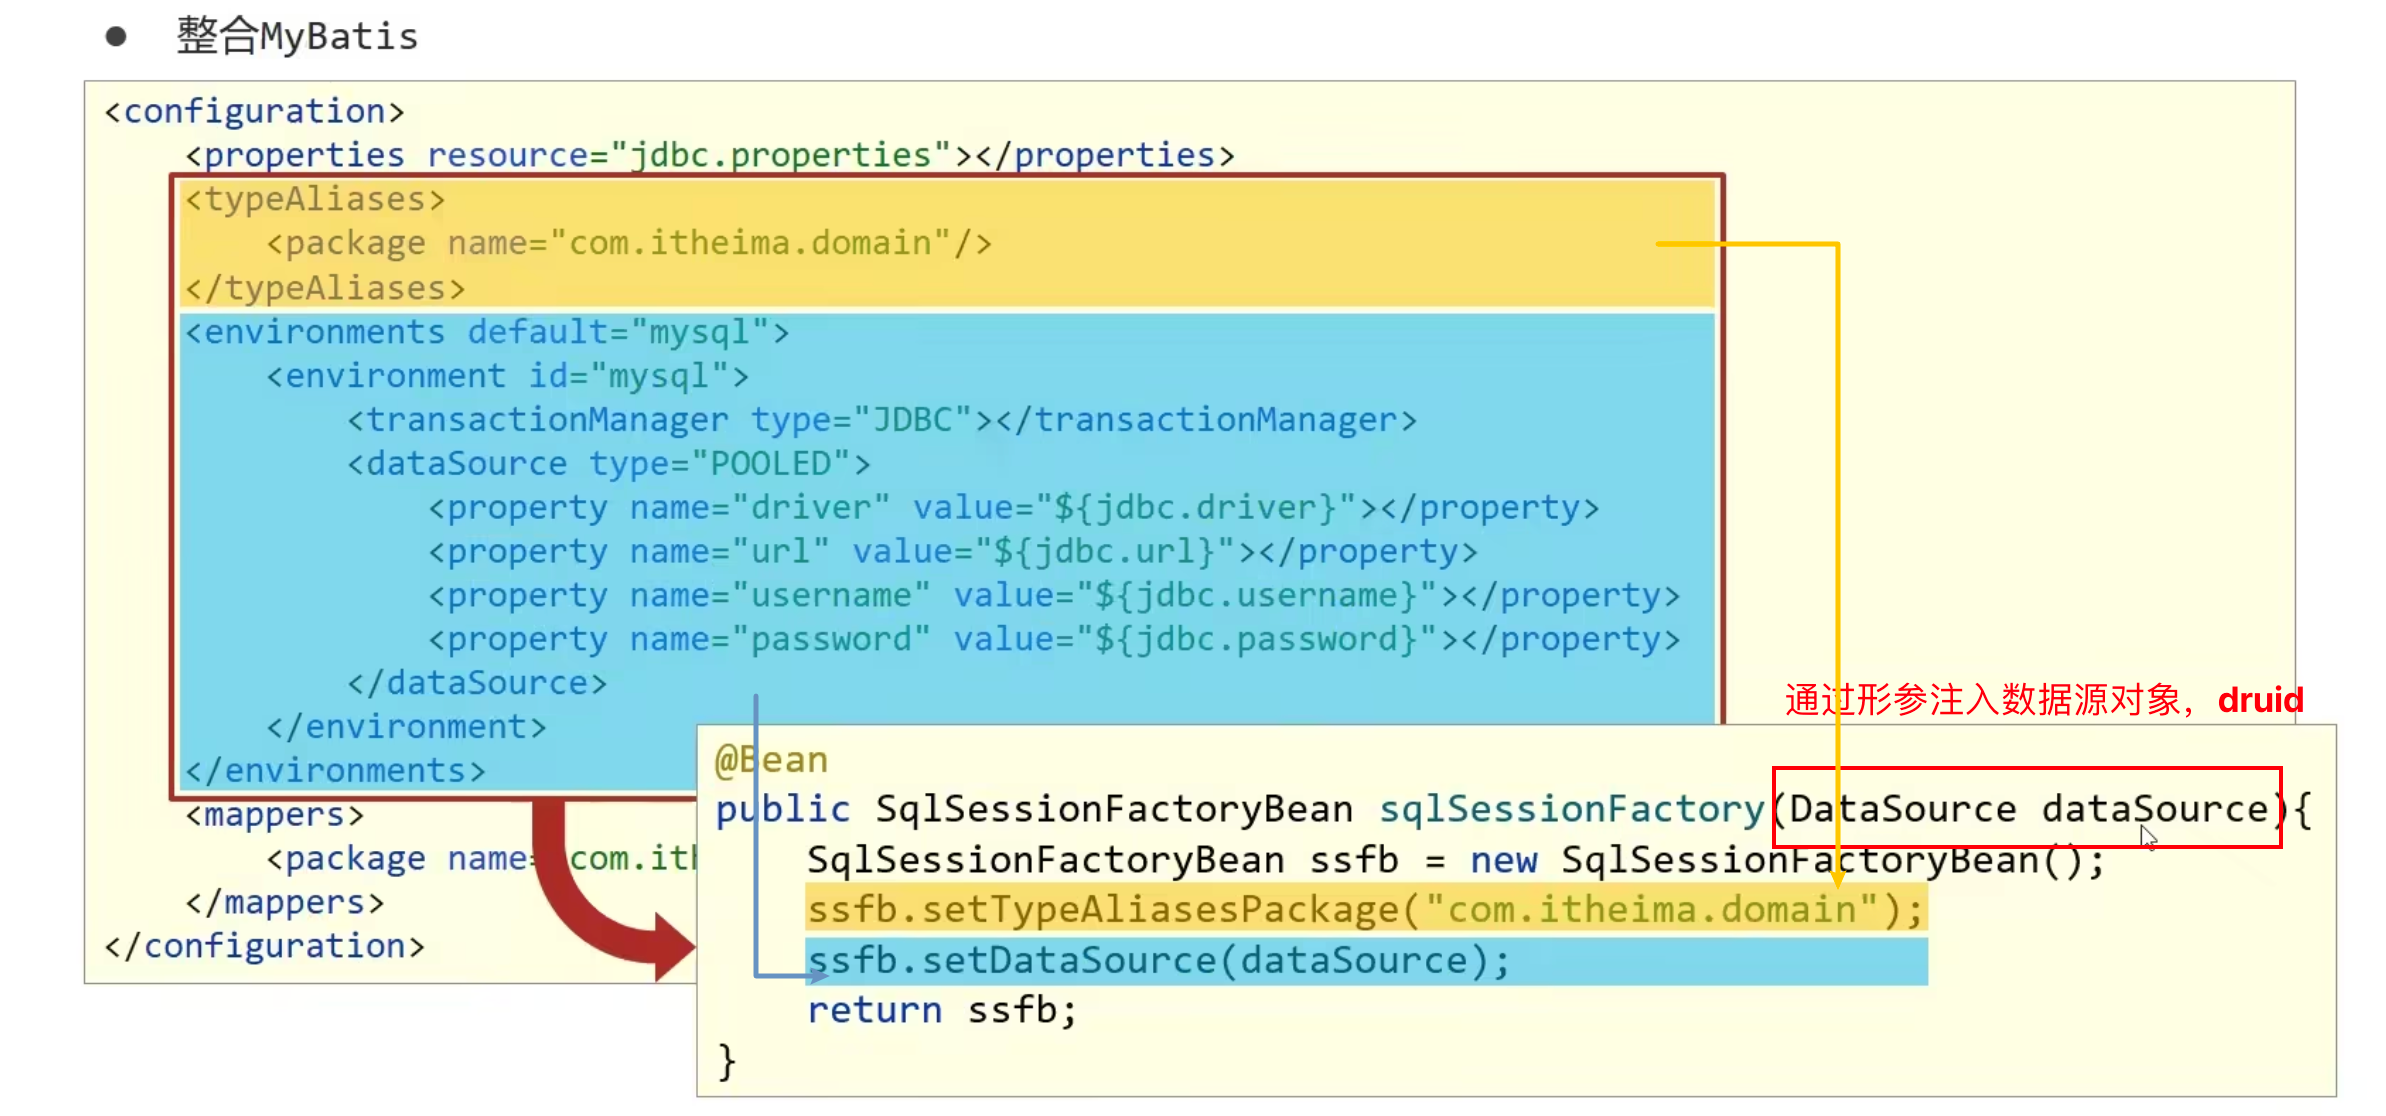 ● 整合MyBatis
<configuration>
    <properties resource="jdbc.properties"></properties>
    <typeAliases>
        <package name="com.itheima.domain"/>
    </typeAliases>
    <environments default="mysql">
        <environment id="mysql">
            <transactionManager type="JDBC"></transactionManager>
            <dataSource type="POOLED">
                <property name="driver" value="${jdbc.driver}"></property>
                <property name="url" value="${jdbc.url}"></property>
                <property name="username" value="${jdbc.username}"></property>
                <property name="password" value="${jdbc.password}"></property>
            </dataSource>
        </environment>
    </environments>
    <mappers>
        <package name=
    </mappers>
</configuration>
通过形参注入数据源对象，druid
@Bean
public SqlSessionFactoryBean sqlSessionFactory(DataSource dataSource){
    SqlSessionFactoryBean ssfb = new SqlSessionFactoryBean();
    ssfb.setTypeAliasesPackage("com.itheima.domain");
    ssfb.setDataSource(dataSource);
    return ssfb;
}